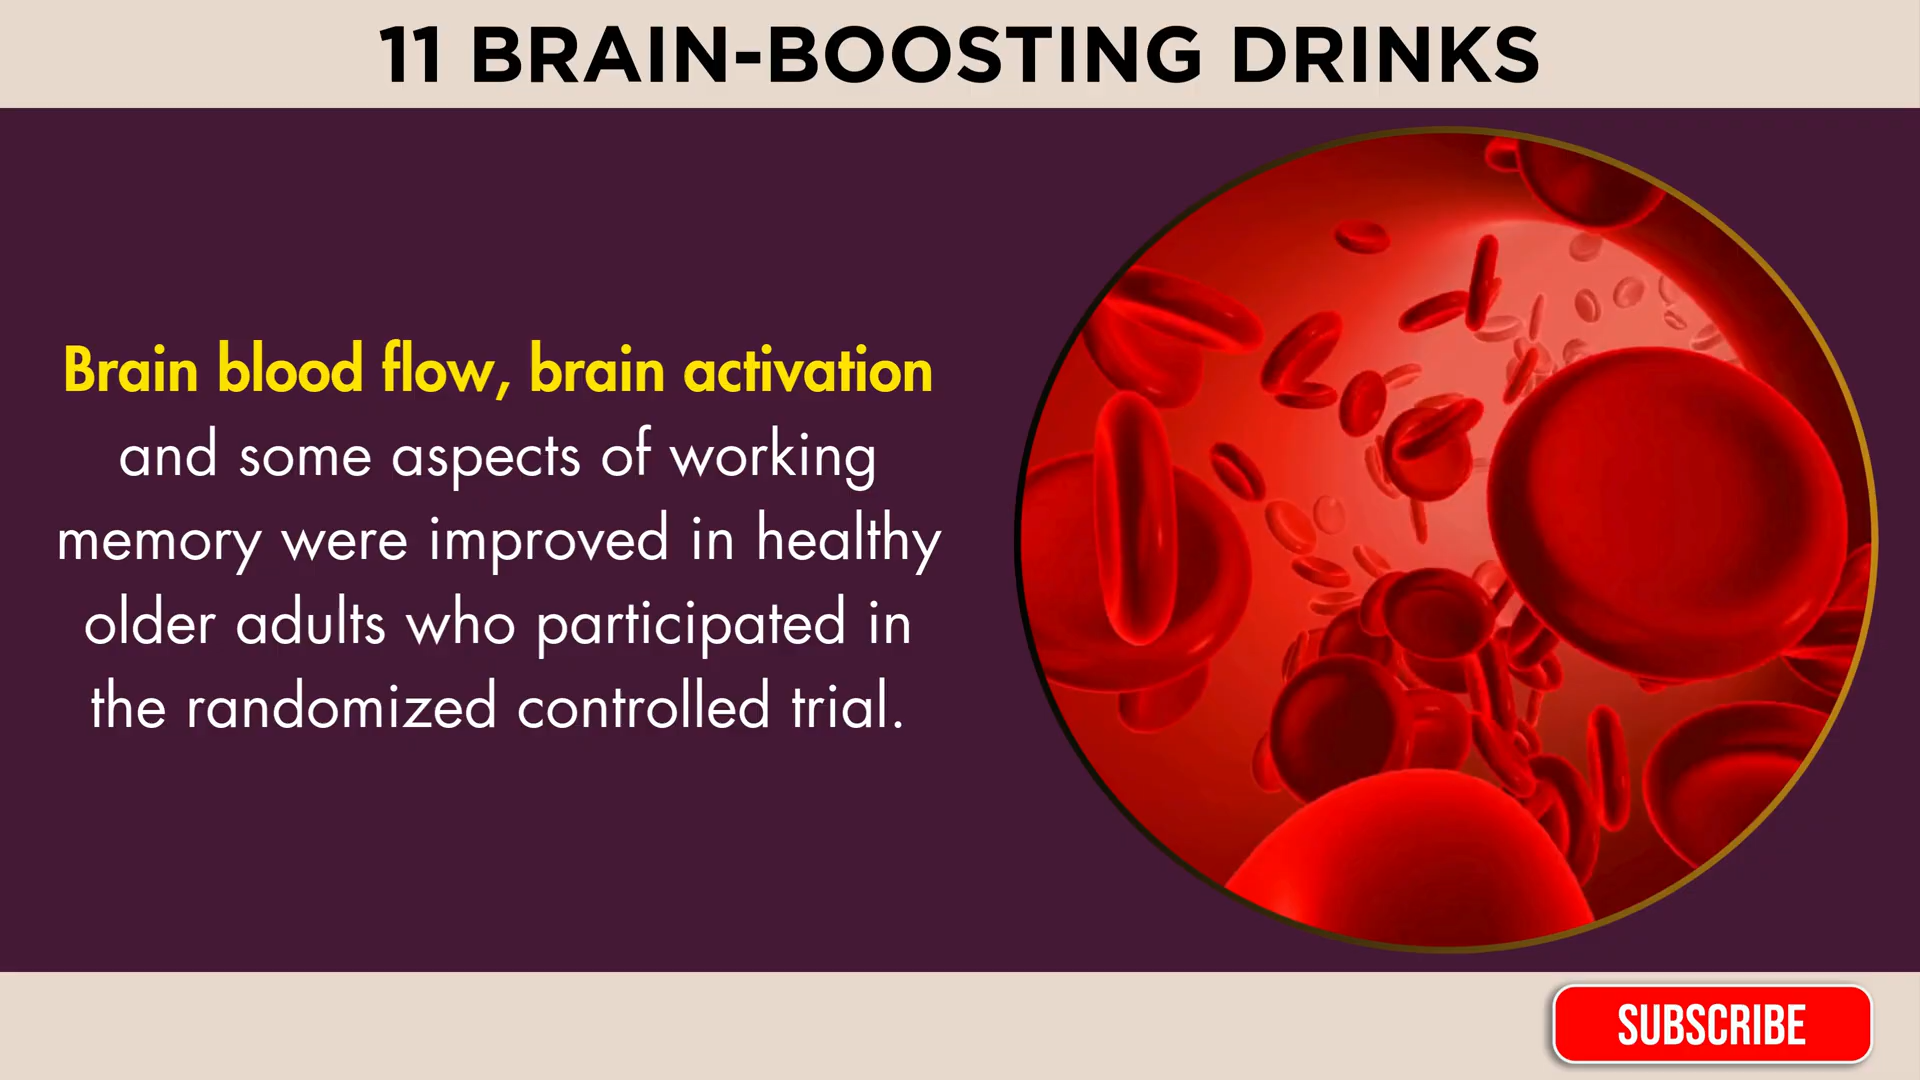 11 BRAIN-BOOSTING DRINKS
Brain blood flow, brain activation
and some aspects of working
memory were improved in healthy
older adults who participated in
the randomized controlled trial.
SUBSCRIBE